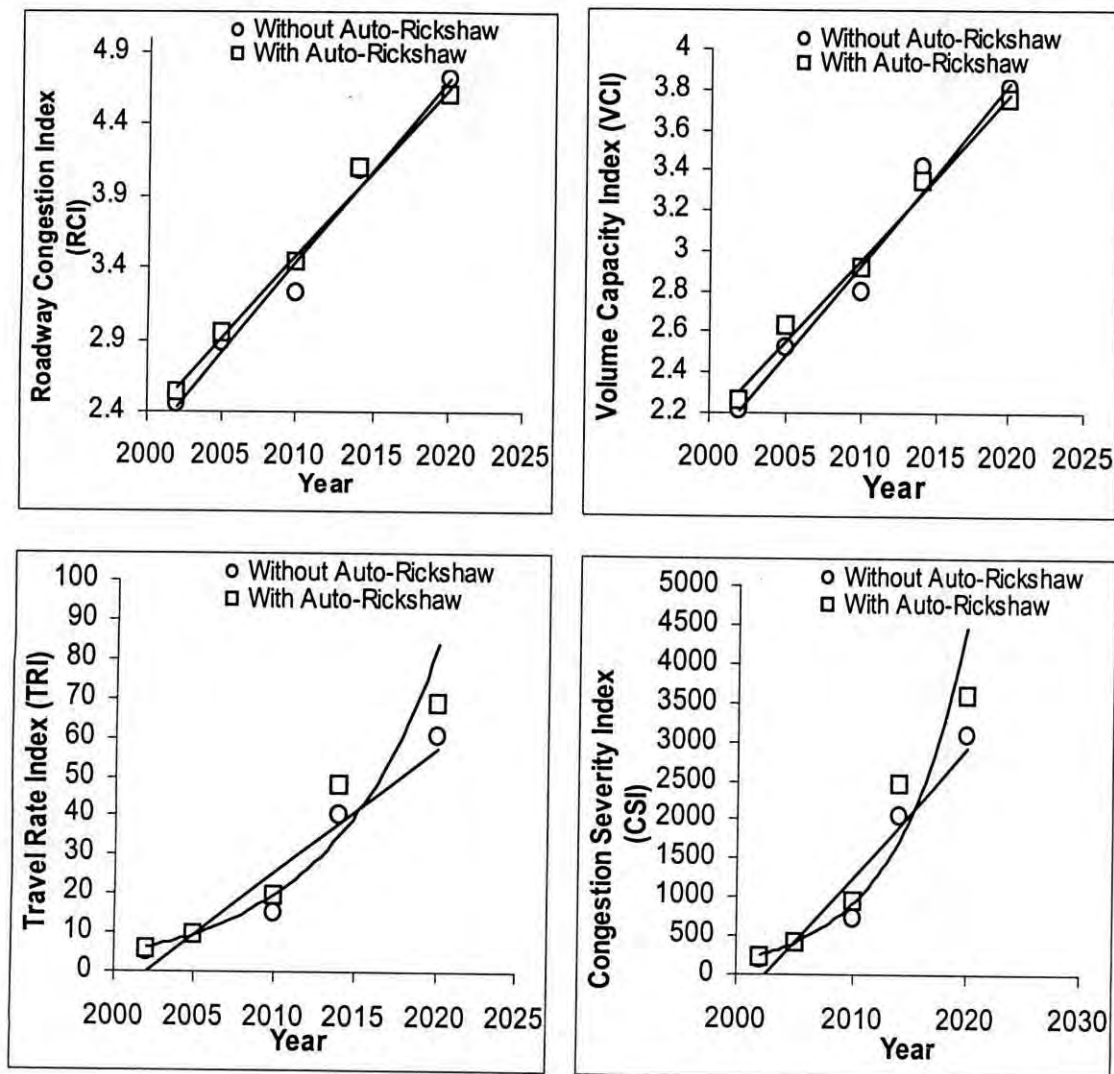 Without Auto-Rickshaw
With Auto-Rickshaw
4.9
4.4
3.9
3.4
2.9
2.4
Roadway Congestion Index
(RCI)
2000 2005 2010 2015 2020 2025
Year
Without Auto-Rickshaw
With Auto-Rickshaw
4
3.8
3.6
3.4
3.2
3
2.8
2.6
2.4
2.2
Volume Capacity Index (VCI)
2000 2005 2010 2015 2020 2025
Year
Without Auto-Rickshaw
With Auto-Rickshaw
100
90
80
70
60
50
40
30
20
10
0
Travel Rate Index (TRI)
2000 2005 2010 2015 2020 2025
Year
Without Auto-Rickshaw
With Auto-Rickshaw
5000
4500
4000
3500
3000
2500
2000
1500
1000
500
0
Congestion Severity Index
(CSI)
2000 2010 2020 2030
Year